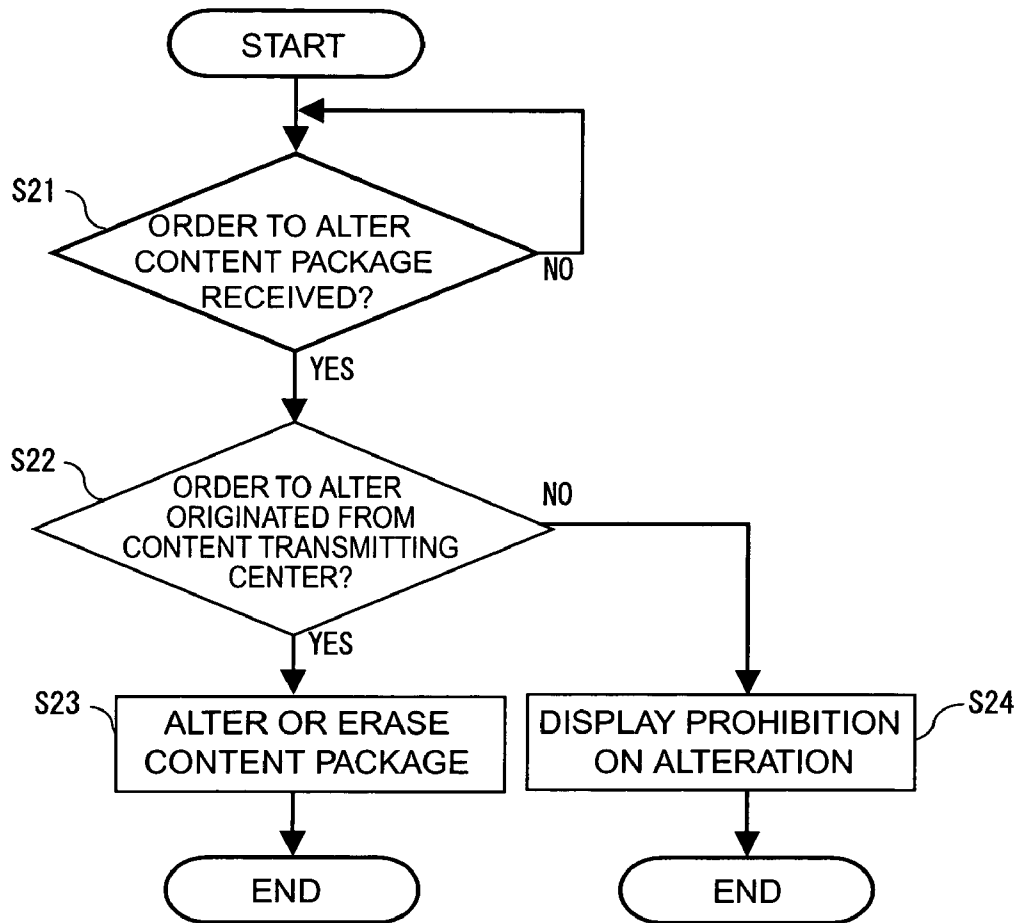 START
S21
ORDER TO ALTER
CONTENT PACKAGE
RECEIVED?
NO
YES
S22
ORDER TO ALTER
ORIGINATED FROM
CONTENT TRANSMITTING
CENTER?
NO
YES
S23
ALTER OR ERASE
CONTENT PACKAGE
DISPLAY PROHIBITION
ON ALTERATION
S24
END
END